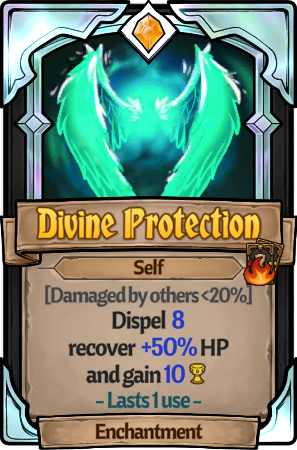 Divine Protection
Self
[Damaged by others <20%]
Dispel 8
recover +50% HP
and gain 10
- Lasts 1 use -
Enchantment